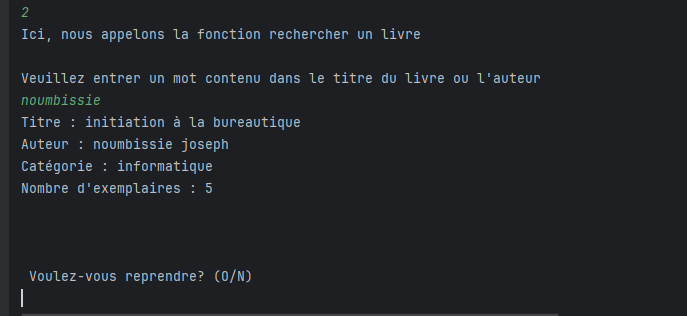 2
Ici, nous appelons la fonction rechercher un livre
Veuillez entrer un mot contenu dans le titre du livre ou l'auteur
noumbissie
Titre : initiation à la bureautique
Auteur : noumbissie joseph
Catégorie : informatique
Nombre d'exemplaires : 5
Voulez-vous reprendre? (O/N)